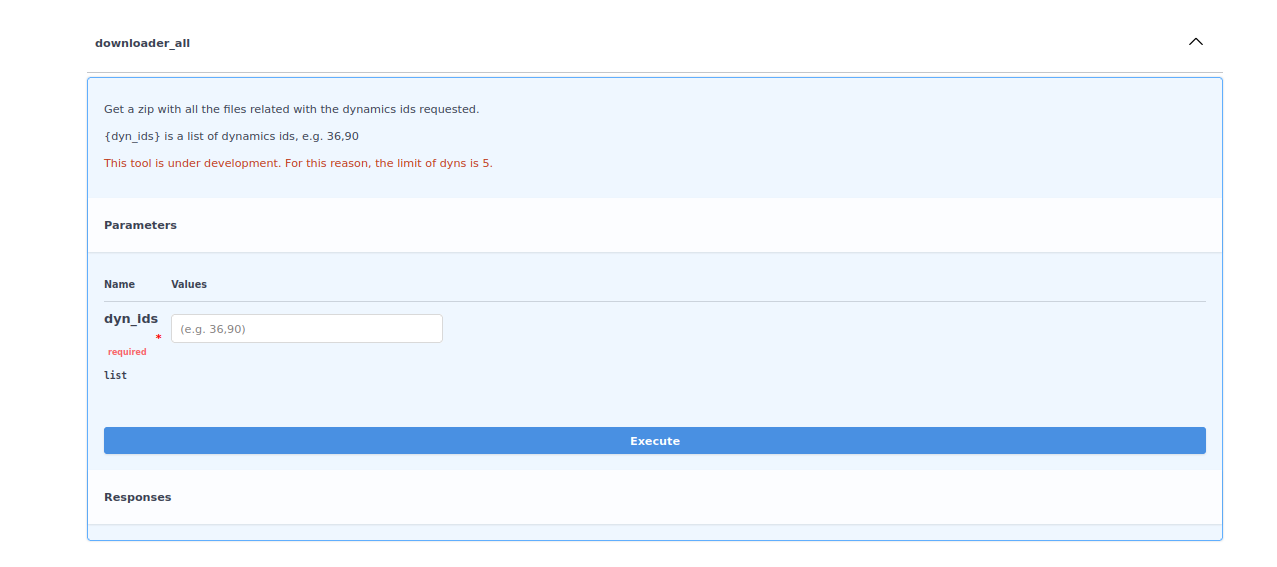 downloader_all
Get a zip with all the files related with the dynamics ids requested.
{dyn_ids} is a list of dynamics ids, e.g. 36,90
This tool is under development. For this reason, the limit of dyns is 5.
Parameters
Name Values
dyn_ids
* (e.g. 36,90)
required
list
Execute
Responses